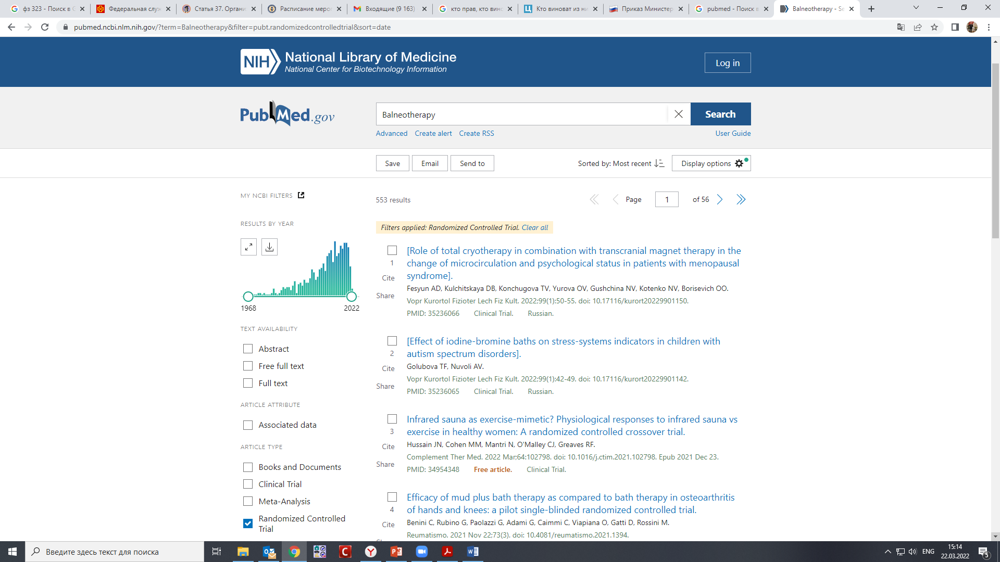 фз 323 - Поиск в G
Федеральная служ
Статья 37. Органи
Расписание мерос
Входящие (9 163)
кто прав, кто вин
Кто виноват из ни
Приказ Министер
pubmed - Поиск в
Balneotherapy - Se
pubmed.ncbi.nlm.nih.gov/?term=Balneotherapy&filter=pubt.randomizedcontrolledtrial&sort=date
NIH
National Library of Medicine
National Center for Biotechnology Information
Log in
PubMed.gov
Balneotherapy
Search
Advanced
Create alert
Create RSS
User Guide
Save
Email
Send to
Sorted by: Most recent
Display options
MY NCBI FILTERS
553 results
Page
1
of 56
RESULTS BY YEAR
Filters applied: Randomized Controlled Trial. Clear all
1968
2022
TEXT AVAILABILITY
Abstract
Free full text
Full text
ARTICLE ATTRIBUTE
Associated data
ARTICLE TYPE
Books and Documents
Clinical Trial
Meta-Analysis
Randomized Controlled
Trial
1
Cite
Share
[Role of total cryotherapy in combination with transcranial magnet therapy in the
change of microcirculation and psychological status in patients with menopausal
syndrome].
Fesyun AD, Kulchitskaya DB, Konchugova TV, Yurova OV, Gushchina NV, Kotenko NV, Borisevich OO.
Vopr Kurortol Fizioter Lech Fiz Kult. 2022;99(1):50-55. doi: 10.17116/kurort20229901150.
PMID: 35236066 Clinical Trial. Russian.
2
Cite
Share
[Effect of iodine-bromine baths on stress-systems indicators in children with
autism spectrum disorders].
Golubova TF, Nuvoli AV.
Vopr Kurortol Fizioter Lech Fiz Kult. 2022;99(1):42-49. doi: 10.17116/kurort20229901142.
PMID: 35236065 Clinical Trial. Russian.
3
Cite
Share
Infrared sauna as exercise-mimetic? Physiological responses to infrared sauna vs
exercise in healthy women: A randomized controlled crossover trial.
Hussain JN, Cohen MM, Mantri N, O'Malley CJ, Greaves RF.
Complement Ther Med. 2022 Mar;64:102798. doi: 10.1016/j.ctim.2021.102798. Epub 2021 Dec 23.
PMID: 34954348 Free article. Clinical Trial.
4
Cite
Efficacy of mud plus bath therapy as compared to bath therapy in osteoarthritis
of hands and knees: a pilot single-blinded randomized controlled trial.
Benini C, Rubino G, Paolazzi G, Adami G, Caimmi C, Viapiana O, Gatti D, Rossini M.
Reumatismo. 2021 Nov 22;73(3). doi: 10.4081/reumatismo.2021.1394.
Введите здесь текст для поиска
ENG
15:14
22.03.2022
5